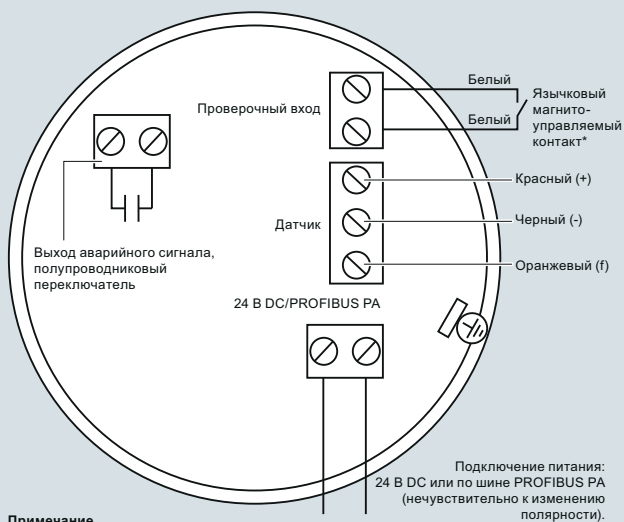 Белый
Проверочный вход
Белый
Язычковый
магнито-
управляемый
контакт*
Красный (+)
Датчик
Черный (-)
Оранжевый (f)
Выход аварийного сигнала,
полупроводниковый
переключатель
24 В DC/PROFIBUS PA
Подключение питания:
24 В DC или по шине PROFIBUS PA
(нечувствительно к изменению
полярности).
Примечание